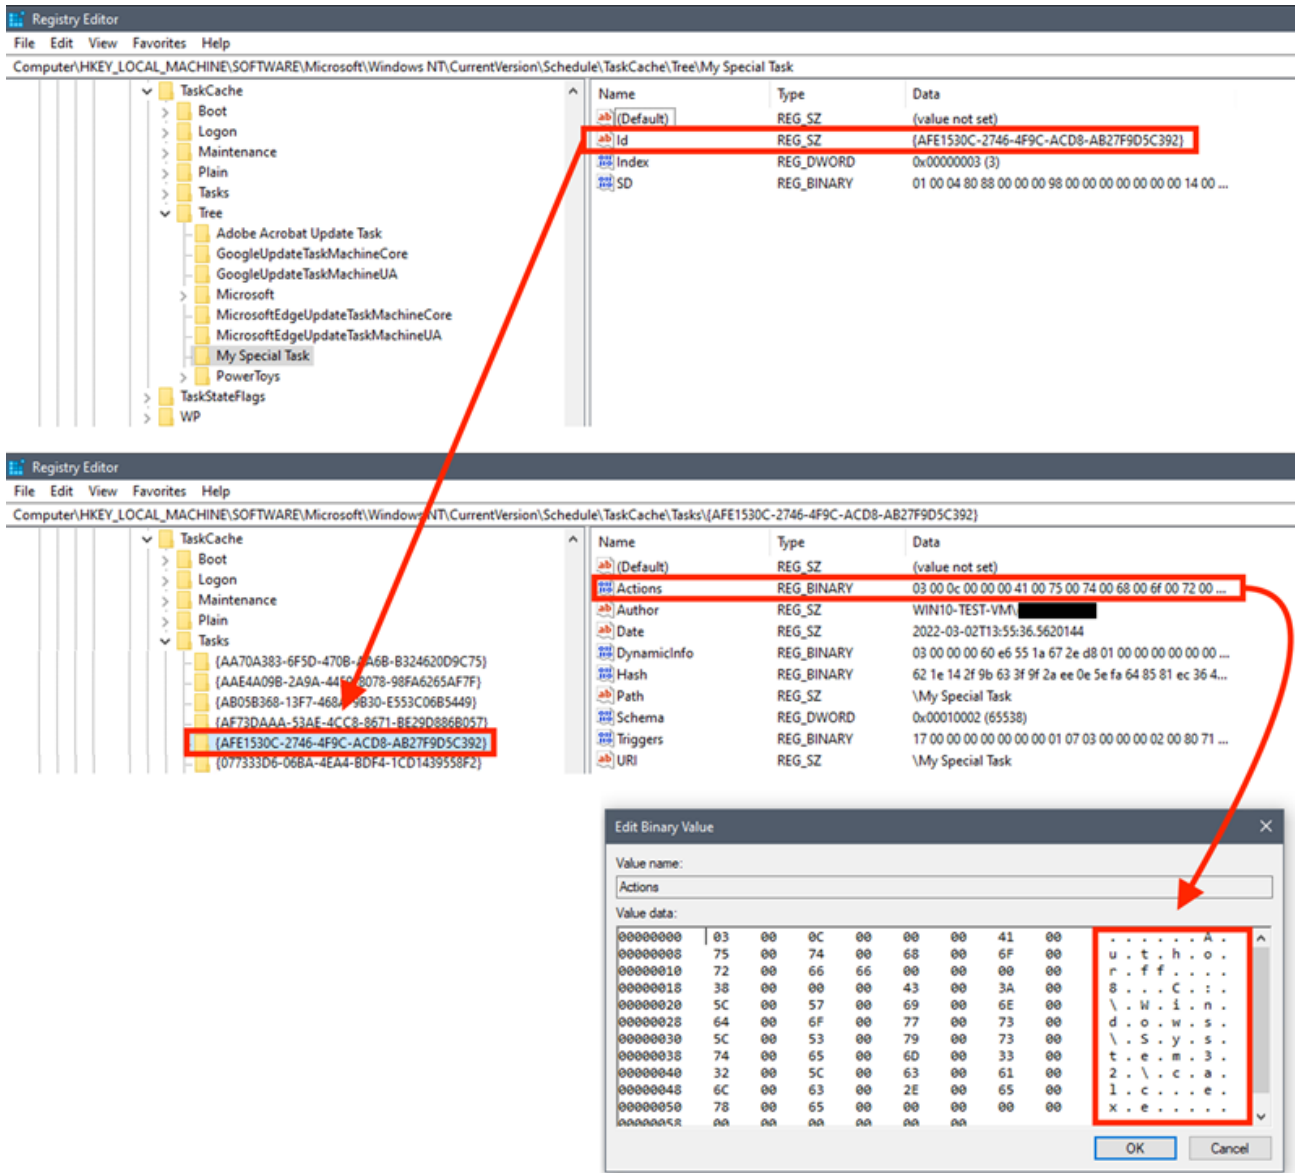 Registry Editor
File Edit View Favorites Help
Computer\HKEY_LOCAL_MACHINE\SOFTWARE\Microsoft\Windows NT\CurrentVersion\Schedule\TaskCache\Tree\My Special Task
TaskCache
Boot
Logon
Maintenance
Plain
Tasks
Tree
Adobe Acrobat Update Task
GoogleUpdateTaskMachineCore
GoogleUpdateTaskMachineUA
Microsoft
MicrosoftEdgeUpdateTaskMachineCore
MicrosoftEdgeUpdateTaskMachineUA
My Special Task
PowerToys
TaskStateFlags
WP
Name Type Data
(Default) REG_SZ (value not set)
Id REG_SZ {AFE1530C-2746-4F9C-ACD8-AB27F9D5C392}
Index REG_DWORD 0x00000003 (3)
SD REG_BINARY 01 00 04 80 88 00 00 00 98 00 00 00 00 00 00 00 14 00 ...
Registry Editor
File Edit View Favorites Help
Computer\HKEY_LOCAL_MACHINE\SOFTWARE\Microsoft\Windows NT\CurrentVersion\Schedule\TaskCache\Tasks\{AFE1530C-2746-4F9C-ACD8-AB27F9D5C392}
TaskCache
Boot
Logon
Maintenance
Plain
Tasks
{AA70A383-6F5D-470B-AA6B-B324620D9C75}
{AF73DAAA-53AE-4CC8-8671-BE29D886B057}
{AFE1530C-2746-4F9C-ACD8-AB27F9D5C392}
{077333D6-06BA-4EA4-BDF4-1CD1439558F2}
Name Type Data
(Default) REG_SZ (value not set)
Actions REG_BINARY 03 00 0c 00 00 00 41 00 75 00 74 00 68 00 6f 00 72 00 ...
Author REG_SZ WIN10-TEST-VM\
Date REG_SZ 2022-03-02T13:55:36.5620144
DynamicInfo REG_BINARY 03 00 00 00 60 e6 55 1a 67 2e d8 01 00 00 00 00 00 00 ...
Hash REG_BINARY 62 1e 14 2f 9b 63 3f 9f 2a ee 0e 5e fa 64 85 81 ec 36 4...
Path REG_SZ \My Special Task
Schema REG_DWORD 0x00010002 (65538)
Triggers REG_BINARY 17 00 00 00 00 00 00 00 01 07 03 00 00 00 02 00 80 71 ...
URI REG_SZ \My Special Task
Edit Binary Value
Value name:
Actions
Value data:
00000000 03 00 0C 00 00 00 41 00 . . . . . . A .
00000008 75 00 74 00 68 00 6F 00 u . t . h . o .
00000010 72 00 66 66 00 00 00 00 r . f f . . . .
00000018 38 00 00 00 43 00 3A 00 8 . . . C . : .
00000020 5C 00 57 00 69 00 6E 00 \ . W . i . n .
00000028 64 00 6F 00 77 00 73 00 d . o . w . s .
00000030 5C 00 53 00 79 00 73 00 \ . S . y . s .
00000038 74 00 65 00 6D 00 33 00 t . e . m . 3 .
00000040 32 00 5C 00 63 00 61 00 2 . \ . c . a .
00000048 6C 00 63 00 2E 00 65 00 l . c . . . e .
00000050 78 00 65 00 00 00 00 00 x . e . . . . .
00000058 00 00 00 00 00 00
OK Cancel